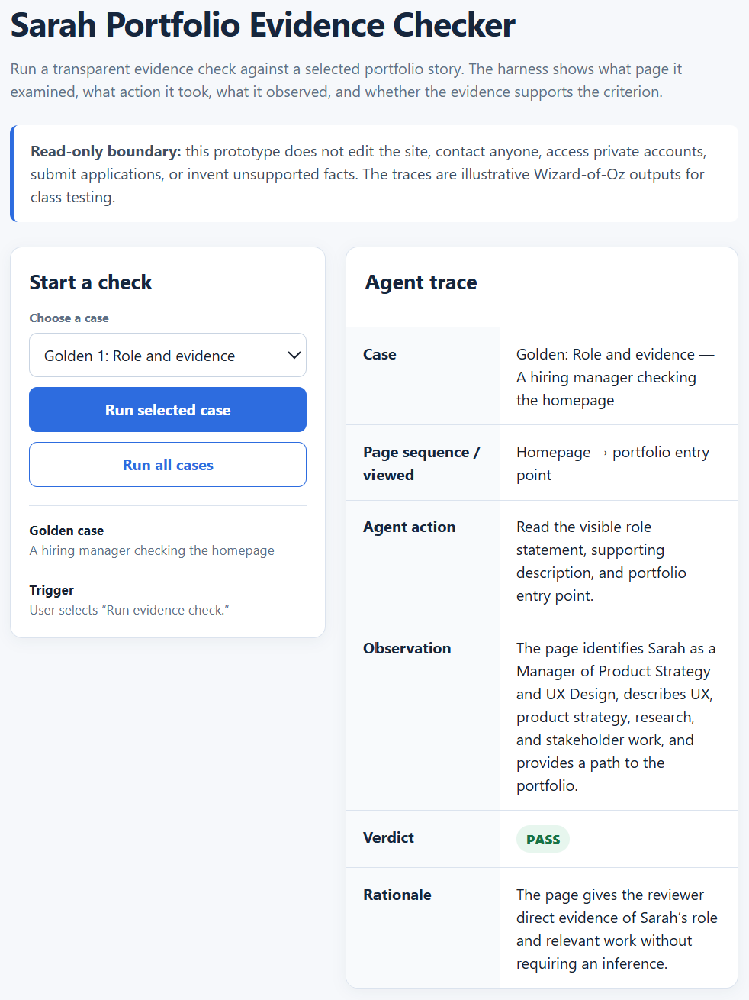 Sarah Portfolio Evidence Checker
Run a transparent evidence check against a selected portfolio story. The harness shows what page it
examined, what action it took, what it observed, and whether the evidence supports the criterion.
Read-only boundary: this prototype does not edit the site, contact anyone, access private accounts,
submit applications, or invent unsupported facts. The traces are illustrative Wizard-of-Oz outputs for
class testing.
Start a check
Choose a case
Golden 1: Role and evidence
Run selected case
Run all cases
Golden case
A hiring manager checking the homepage
Trigger
User selects “Run evidence check.”
Agent trace
Case
Golden: Role and evidence —
A hiring manager checking
the homepage
Page sequence /
viewed
Homepage → portfolio entry
point
Agent action
Read the visible role
statement, supporting
description, and portfolio
entry point.
Observation
The page identifies Sarah as a
Manager of Product Strategy
and UX Design, describes UX,
product strategy, research,
and stakeholder work, and
provides a path to the
portfolio.
Verdict
PASS
Rationale
The page gives the reviewer
direct evidence of Sarah’s role
and relevant work without
requiring an inference.